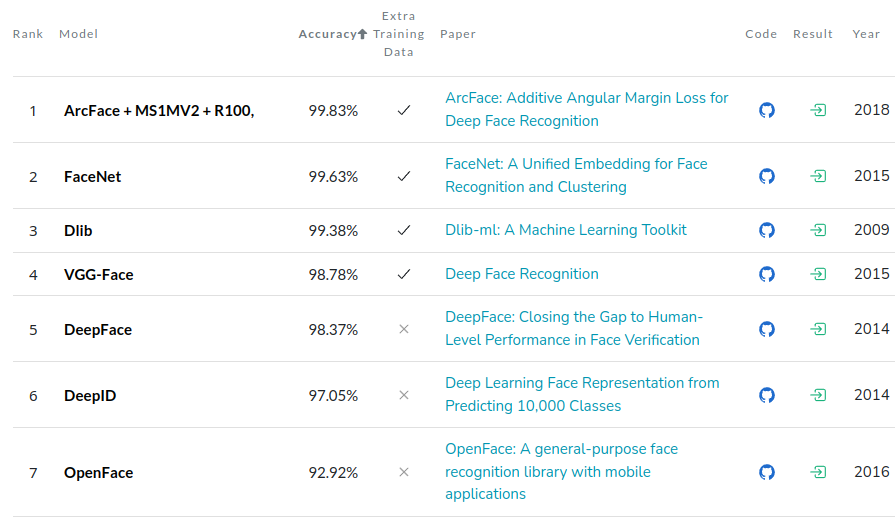 Extra
Rank Model Accuracy Training Paper Code Result Year
Data
1 ArcFace + MS1MV2 + R100, 99.83% ArcFace: Additive Angular Margin Loss for 2018
Deep Face Recognition
2 FaceNet 99.63% FaceNet: A Unified Embedding for Face 2015
Recognition and Clustering
3 Dlib 99.38% Dlib-ml: A Machine Learning Toolkit 2009
4 VGG-Face 98.78% Deep Face Recognition 2015
5 DeepFace 98.37% DeepFace: Closing the Gap to Human- 2014
Level Performance in Face Verification
6 DeepID 97.05% Deep Learning Face Representation from 2014
Predicting 10,000 Classes
OpenFace: A general-purpose face
7 OpenFace 92.92% recognition library with mobile 2016
applications